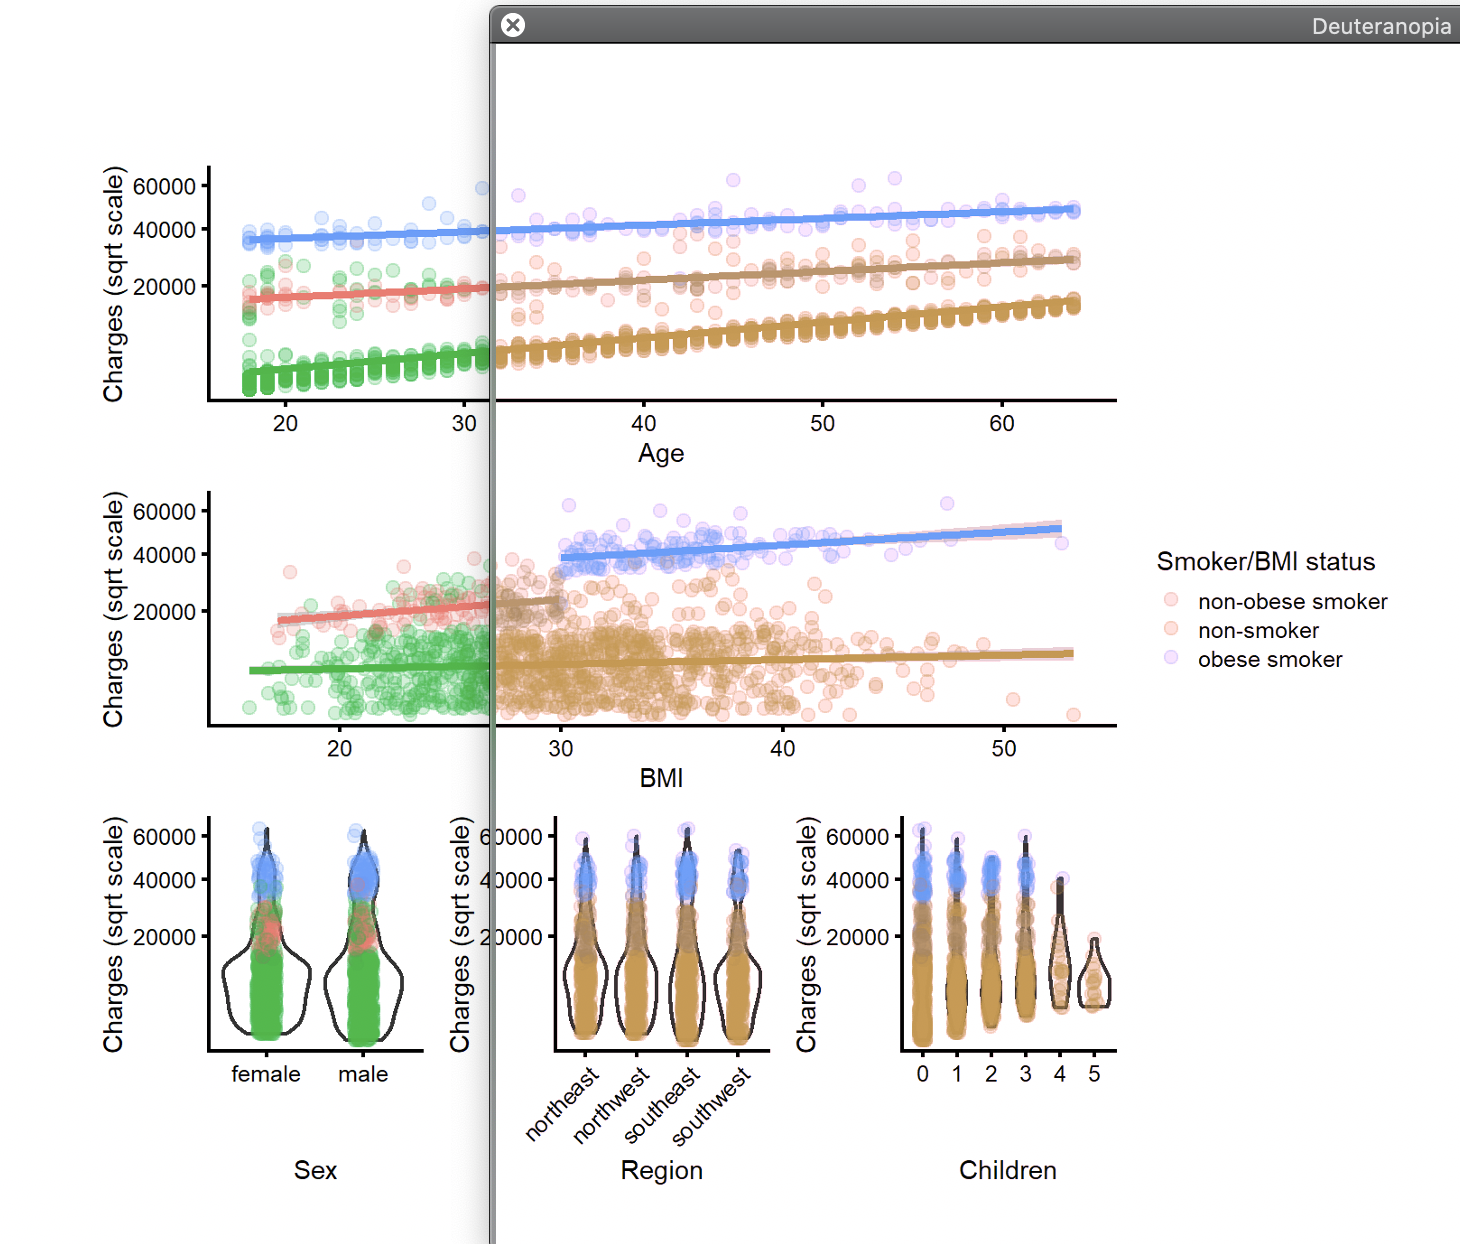 Deuteranopia
Charges (sqrt scale)
60000
40000
20000
20
30
40
50
60
Age
Charges (sqrt scale)
60000
40000
20000
20
30
40
50
BMI
Smoker/BMI status
non-obese smoker
non-smoker
obese smoker
Charges (sqrt scale)
60000
40000
20000
female
male
Sex
Charges (sqrt scale)
60000
40000
20000
northeast
northwest
southeast
southwest
Region
Charges (sqrt scale)
60000
40000
20000
0
1
2
3
4
5
Children